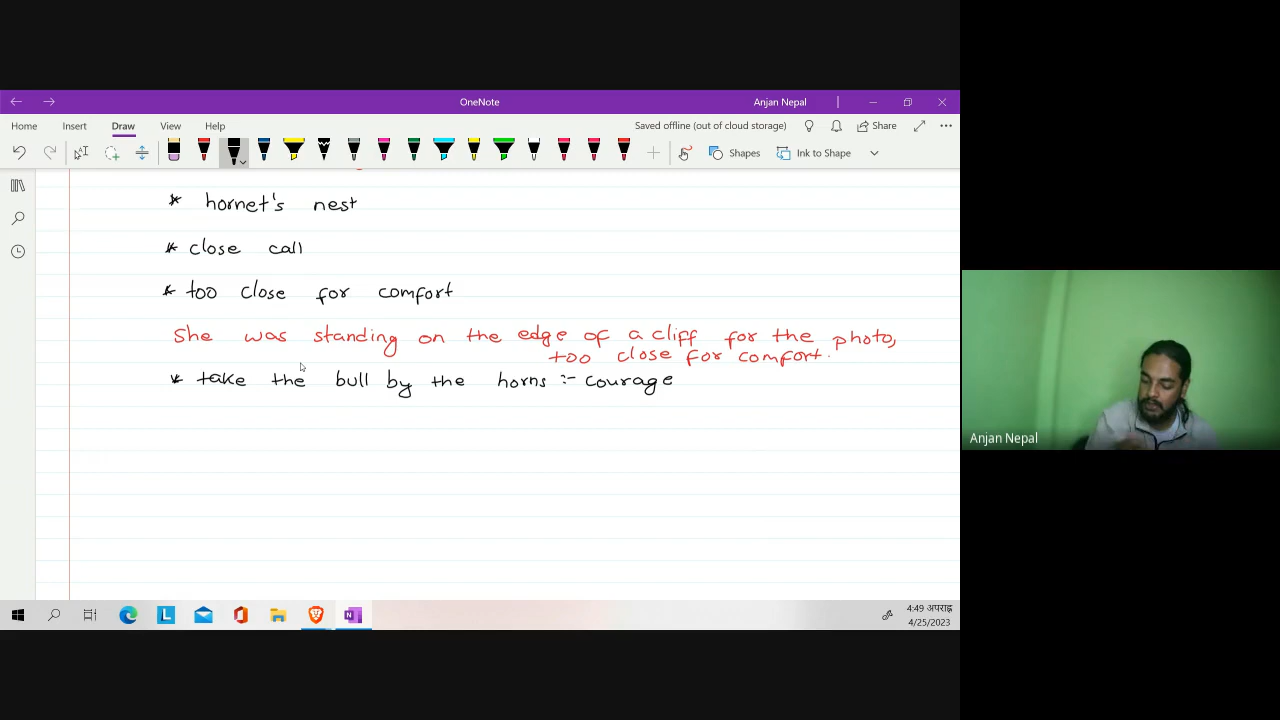 OneNote
Anjan Nepal
Home Insert Draw View Help
Saved offline (out of cloud storage)
Share
Shapes
Ink to Shape
* hornet's nest
* close call
* too close for comfort
She was standing on the edge of a cliff for the photo,
too close for comfort.
* take the bull by the horns :- courage
Anjan Nepal
4:49 अपराह्न
4/25/2023